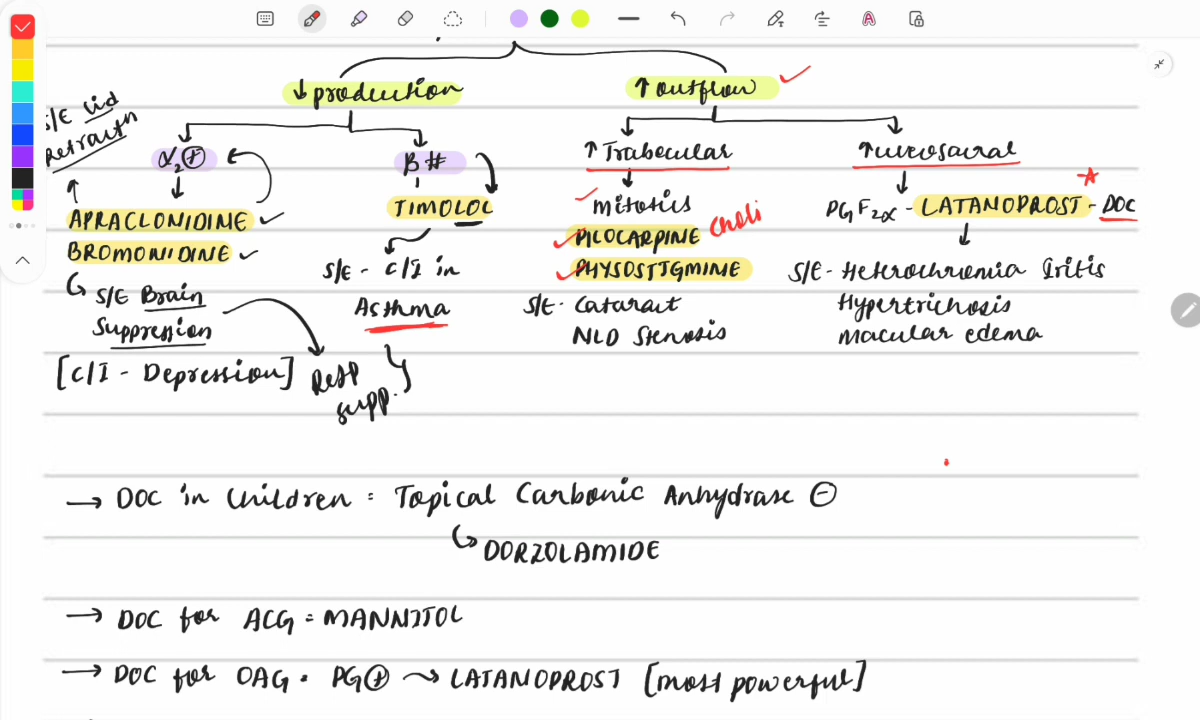 ↓ production
↑ outflow
S/E Lid
Retractn
α₂⊕
β #
↑ Trabecular
↑ uveoscleral
APRACLONIDINE
BROMONIDINE
TIMOLOL
miotics
PILOCARPINE choli
PHYSOSTIGMINE
PGF₂α - LATANOPROST - DOC
S/E Brain
Suppression
[C/I - Depression]
Resp
supp.
S/E - C/I in
Asthma
S/E - Cataract
NLD Stenosis
S/E - Heterochromia Iritis
Hypertrichosis
macular edema
→ DOC in Children = Topical Carbonic Anhydrase ⊖
DORZOLAMIDE
→ DOC for ACG = MANNITOL
→ DOC for OAG = PG⊕ → LATANOPROST [most powerful]